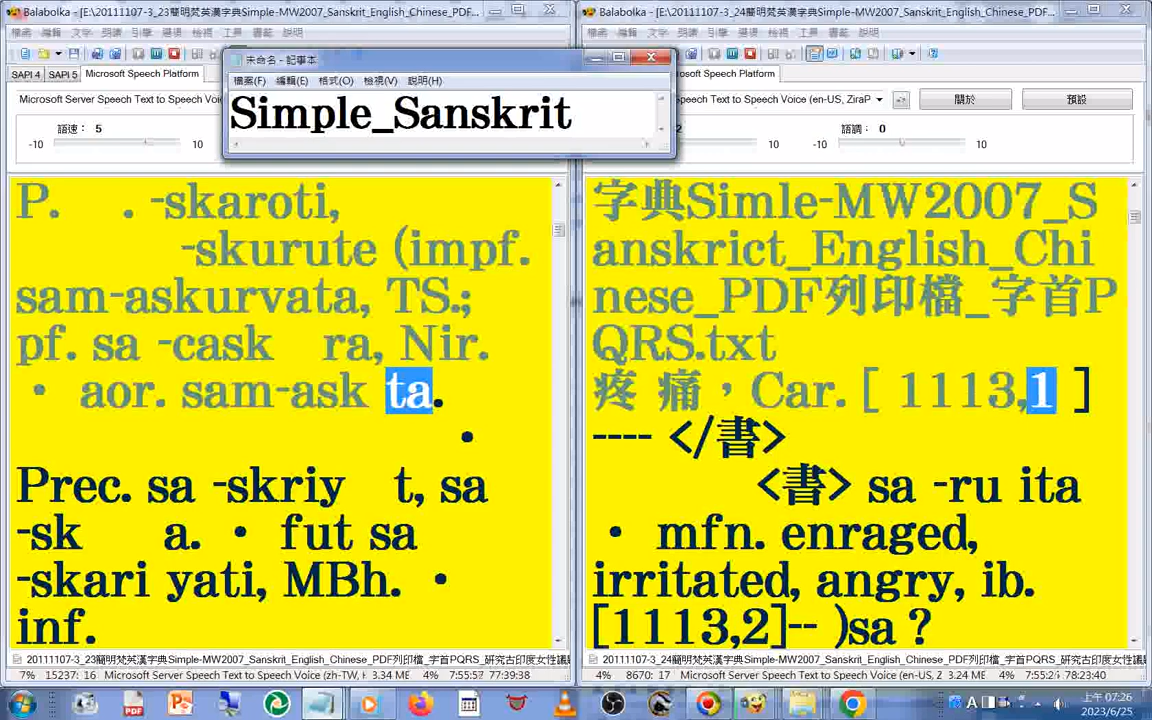 Balabolka - [E:\20111107-3_23簡明梵英漢字典Simple-MW2007_Sanskrit_English_Chinese_PDF...
SAPI 4 SAPI 5 Microsoft Speech Platform
Microsoft Server Speech Text to Speech Voi
語速： 5
-10 10
P. . -skaroti,
-skurute (impf.
sam-askurvata, TS.;
pf. sa -cask ra, Nir.
• aor. sam-ask ta.
•
Prec. sa -skriy t, sa
-sk a. • fut sa
-skari yati, MBh. •
inf.
20111107-3_23簡明梵英漢字典Simple-MW2007_Sanskrit_English_Chinese_PDF列印檔_字首PQRS_研究古印度女性議
7% 15237: 16 Microsoft Server Speech Text to Speech Voice (zh-TW, 3.34 ME 4% 7:55:57 77:39:38
未命名 - 記事本
檔案(F) 編輯(E) 格式(O) 檢視(V) 說明(H)
Simple_Sanskrit
Balabolka - [E:\20111107-3_24簡明梵英漢字典Simple-MW2007_Sanskrit_English_Chinese_PDF...
Speech Platform
Speech Text to Speech Voice (en-US, ZiraP 關於 預設
2 語調： 0
10 -10 10
字典Simle-MW2007_S
anskrict_English_Chi
nese_PDF列印檔_字首P
QRS.txt
疼 痛，Car. [ 1113,1 ]
---- </書>
<書> sa -ru ita
• mfn. enraged,
irritated, angry, ib.
[1113,2]-- )sa？
20111107-3_24簡明梵英漢字典Simple-MW2007_Sanskrit_English_Chinese_PDF列印檔_字首PQRS_研究古印度女性議
4% 8670: 17 Microsoft Server Speech Text to Speech Voice (en-US, Z 3.24 ME 4% 7:55:26 78:23:40
上午 07:26
2023/6/25